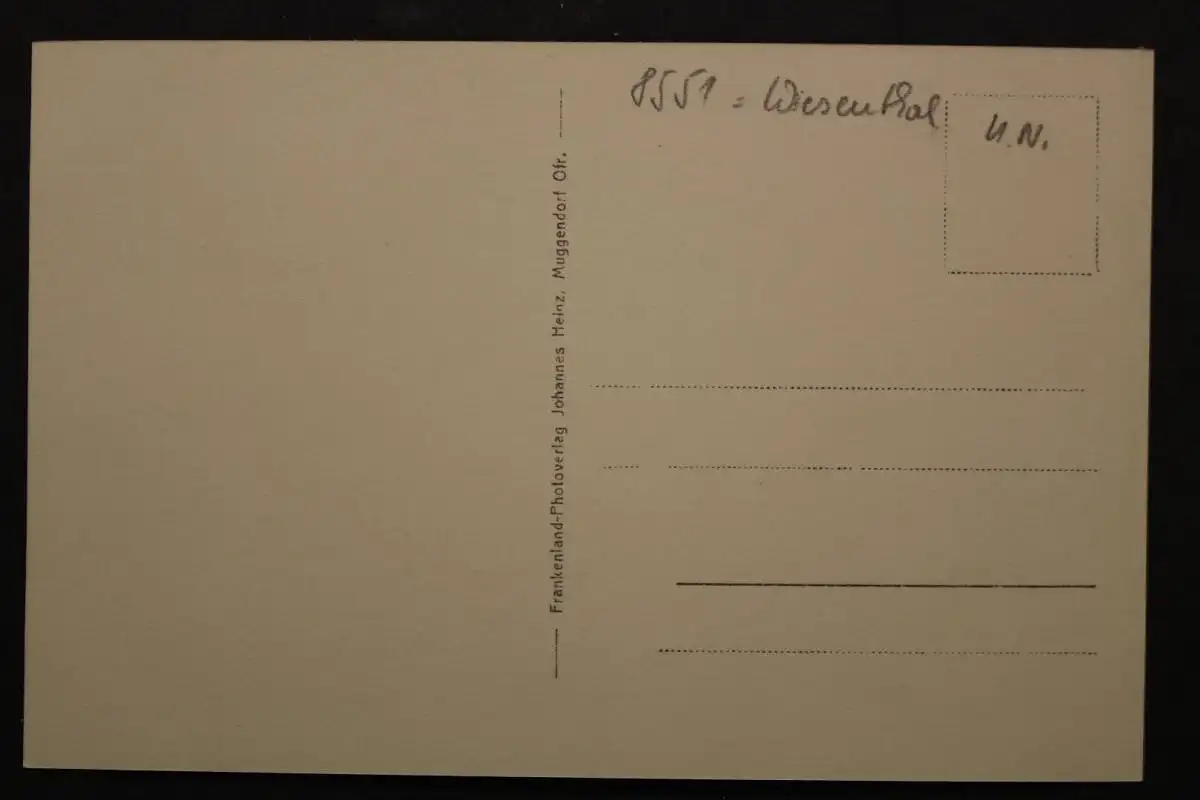 8551 = Wiesenthal
U.N.
Frankenland-Photoverlag Johannes Heinz, Muggendorf Ofr.